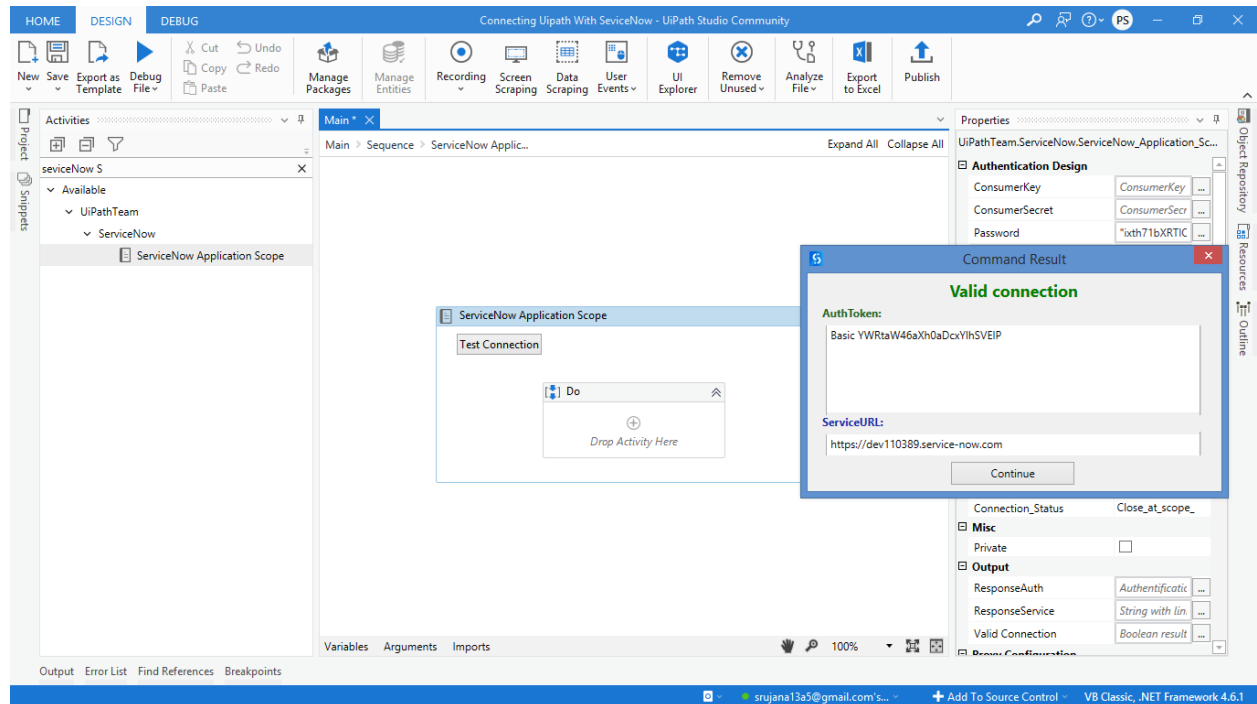 HOME DESIGN DEBUG Connecting Uipath With SeviceNow - UiPath Studio Community PS
New Save Export as Template Debug File Cut Copy Paste Undo Redo Manage Packages Manage Entities Recording Screen Scraping Data Scraping User Events UI Explorer Remove Unused Analyze File Export to Excel Publish
Project
Snippets
Activities
seviceNow S
Available
UiPathTeam
ServiceNow
ServiceNow Application Scope
Main *
Main > Sequence > ServiceNow Applic... Expand All Collapse All
ServiceNow Application Scope
Test Connection
Do
Drop Activity Here
Variables Arguments Imports 100%
Properties
UiPathTeam.ServiceNow.ServiceNow_Application_Sc...
Authentication Design
ConsumerKey ConsumerKey ...
ConsumerSecret ConsumerSecr ...
Password "ixth71bXRTIC ...
Command Result
Valid connection
AuthToken:
Basic YWRtaW46aXh0aDcxYlhSVElP
ServiceURL:
https://dev110389.service-now.com
Continue
Connection_Status Close_at_scope_
Misc
Private
Output
ResponseAuth Authentificatic ...
ResponseService String with lin. ...
Valid Connection Boolean result ...
Proxy Configuration
Object Repository
Resources
Outline
Output Error List Find References Breakpoints
srujana13a5@gmail.com's... Add To Source Control VB Classic, .NET Framework 4.6.1